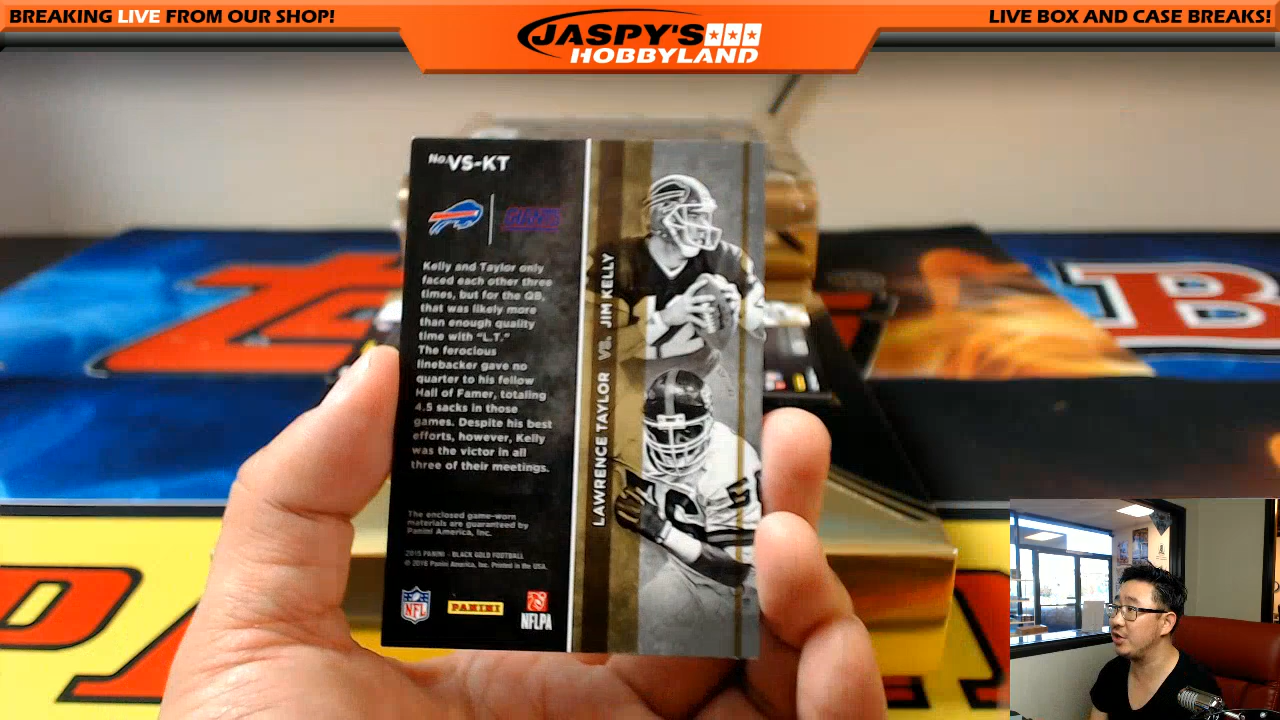 BREAKING LIVE FROM OUR SHOP!
JASPY'S
HOBBYLAND
LIVE BOX AND CASE BREAKS!
No. VS-KT
GIANTS
Kelly and Taylor only
faced each other three
times, but for the QB,
that was likely more
than enough quality
time with "L.T."
The ferocious
linebacker gave no
quarter to his fellow
Hall of Famer, totaling
4.5 sacks in those
games. Despite his best
efforts, however, Kelly
was the victor in all
three of their meetings.
The enclosed game-worn
materials are guaranteed by
Panini America, Inc.
2015 PANINI - BLACK GOLD FOOTBALL
© 2016 Panini America, Inc. Printed in the USA.
NFL
PANINI
NFLPA
LAWRENCE TAYLOR VS. JIM KELLY
12
56
B